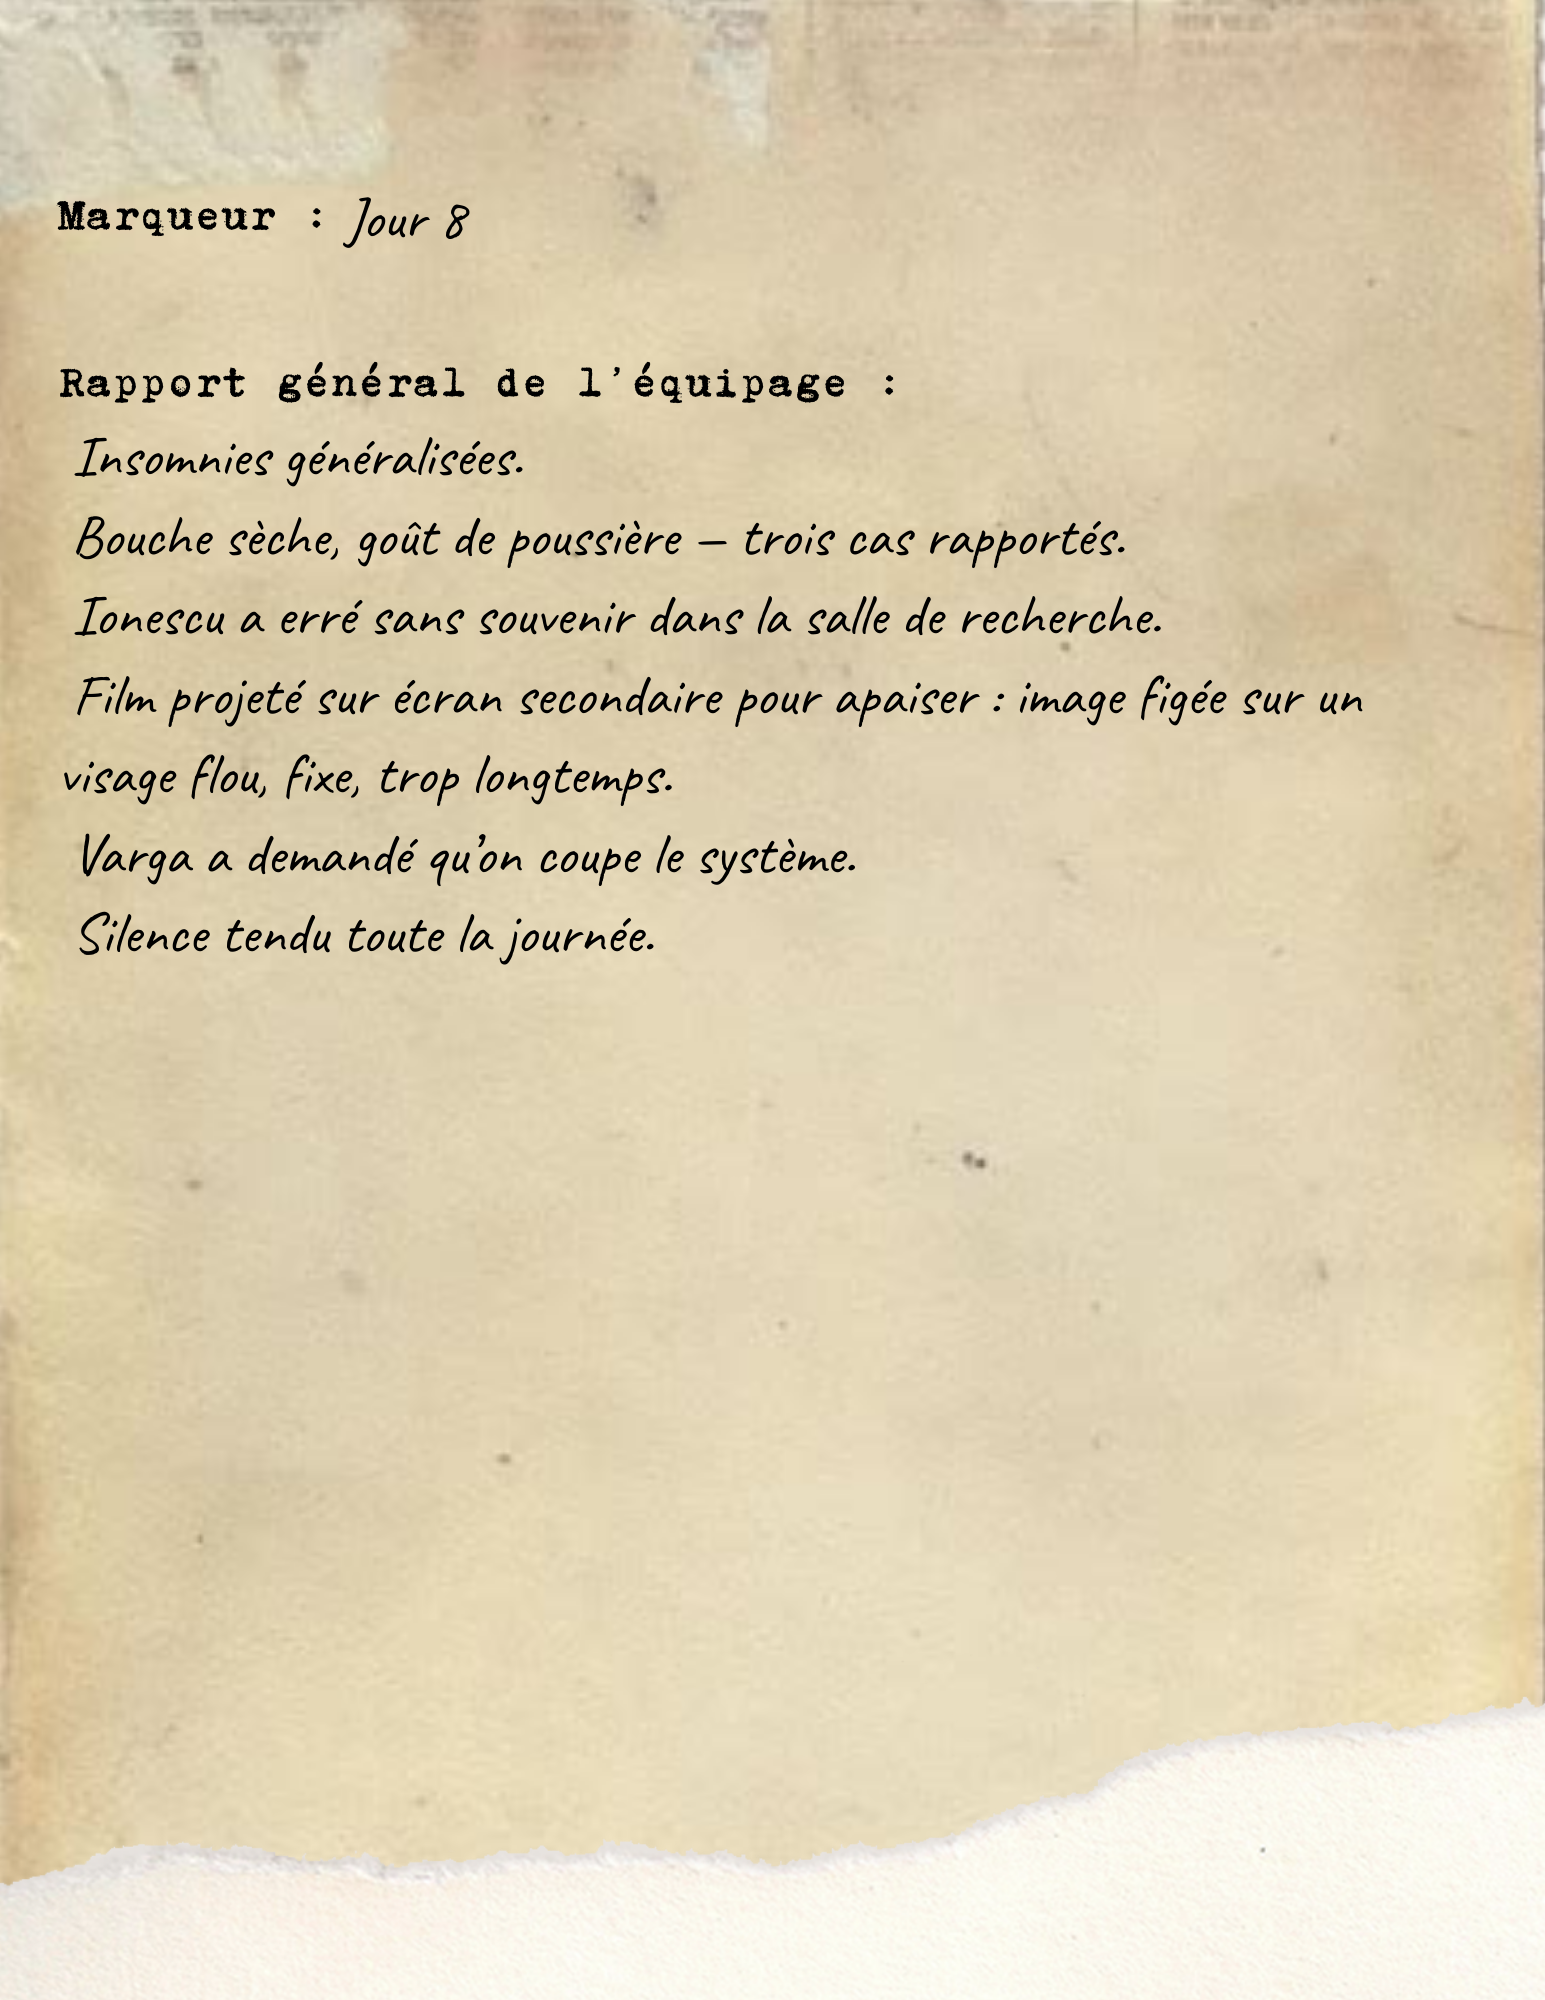 Marqueur : Jour 8
Rapport général de l'équipage :
Insomnies généralisées.
Bouche sèche, goût de poussière — trois cas rapportés.
Ionescu a erré sans souvenir dans la salle de recherche.
Film projeté sur écran secondaire pour apaiser : image figée sur un
visage flou, fixe, trop longtemps.
Varga a demandé qu’on coupe le système.
Silence tendu toute la journée.